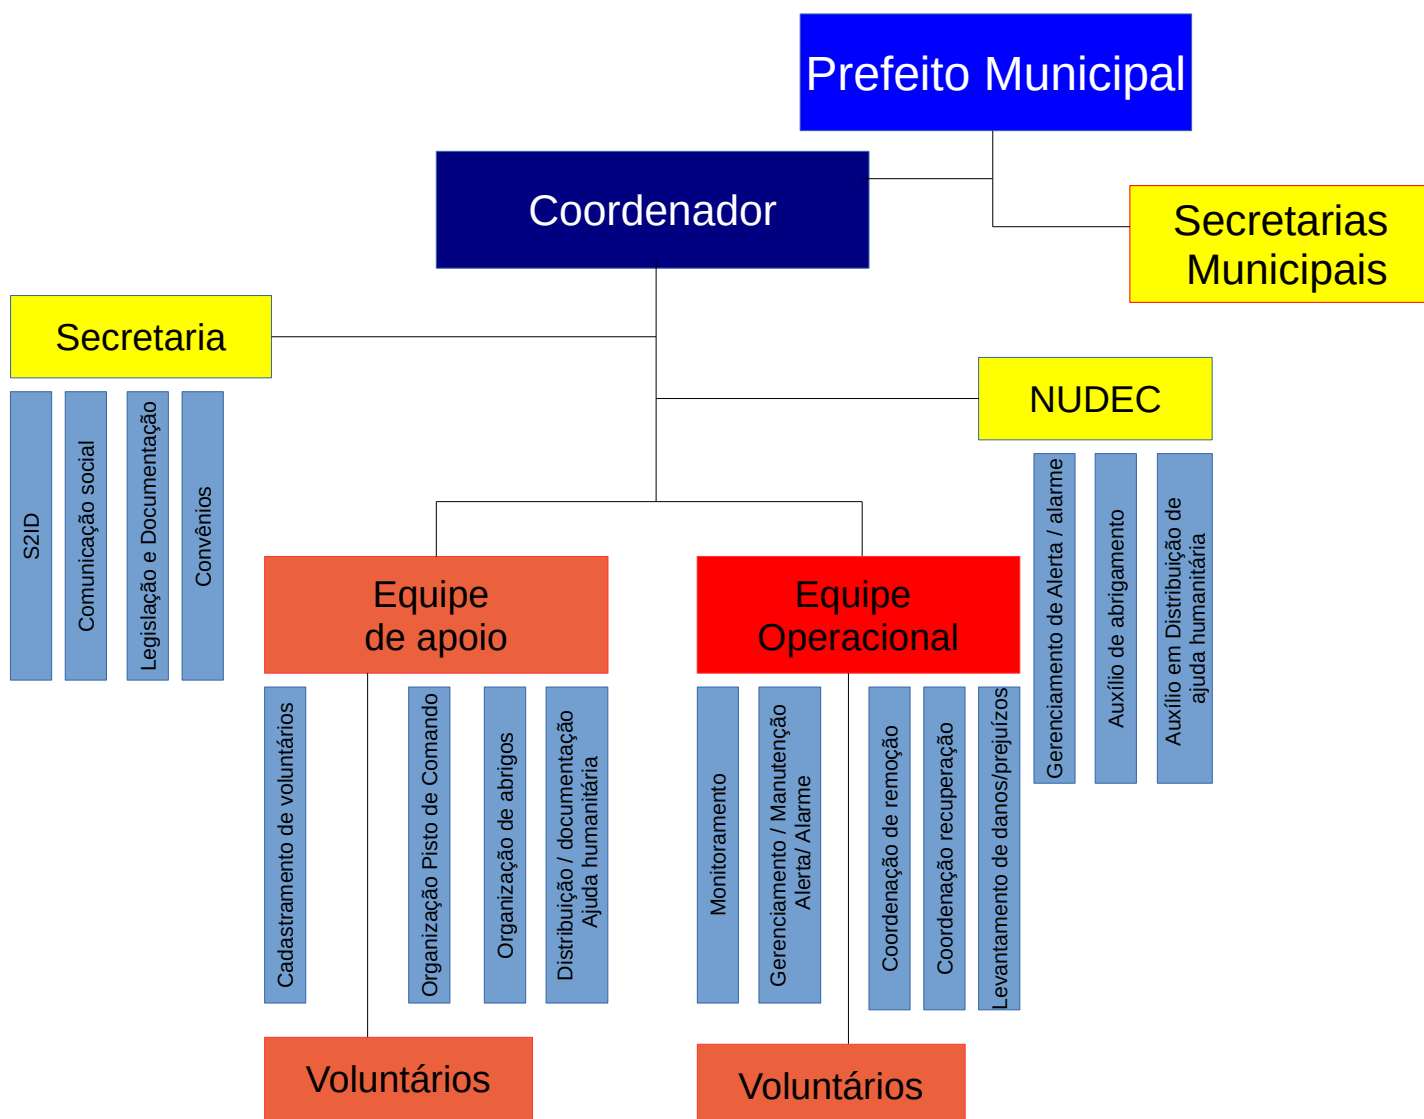 Prefeito Municipal
Coordenador
Secretarias
Municipais
Secretaria
NUDEC
S2ID
Comunicação social
Legislação e Documentação
Convênios
Gerenciamento de Alerta / alarme
Auxílio de abrigamento
Auxílio em Distribuição de
ajuda humanitária
Equipe
de apoio
Equipe
Operacional
Cadastramento de voluntários
Organização Pisto de Comando
Organização de abrigos
Distribuição / documentação
Ajuda humanitária
Monitoramento
Gerenciamento / Manutenção
Alerta/ Alarme
Coordenação de remoção
Coordenação recuperação
Levantamento de danos/prejuízos
Voluntários
Voluntários